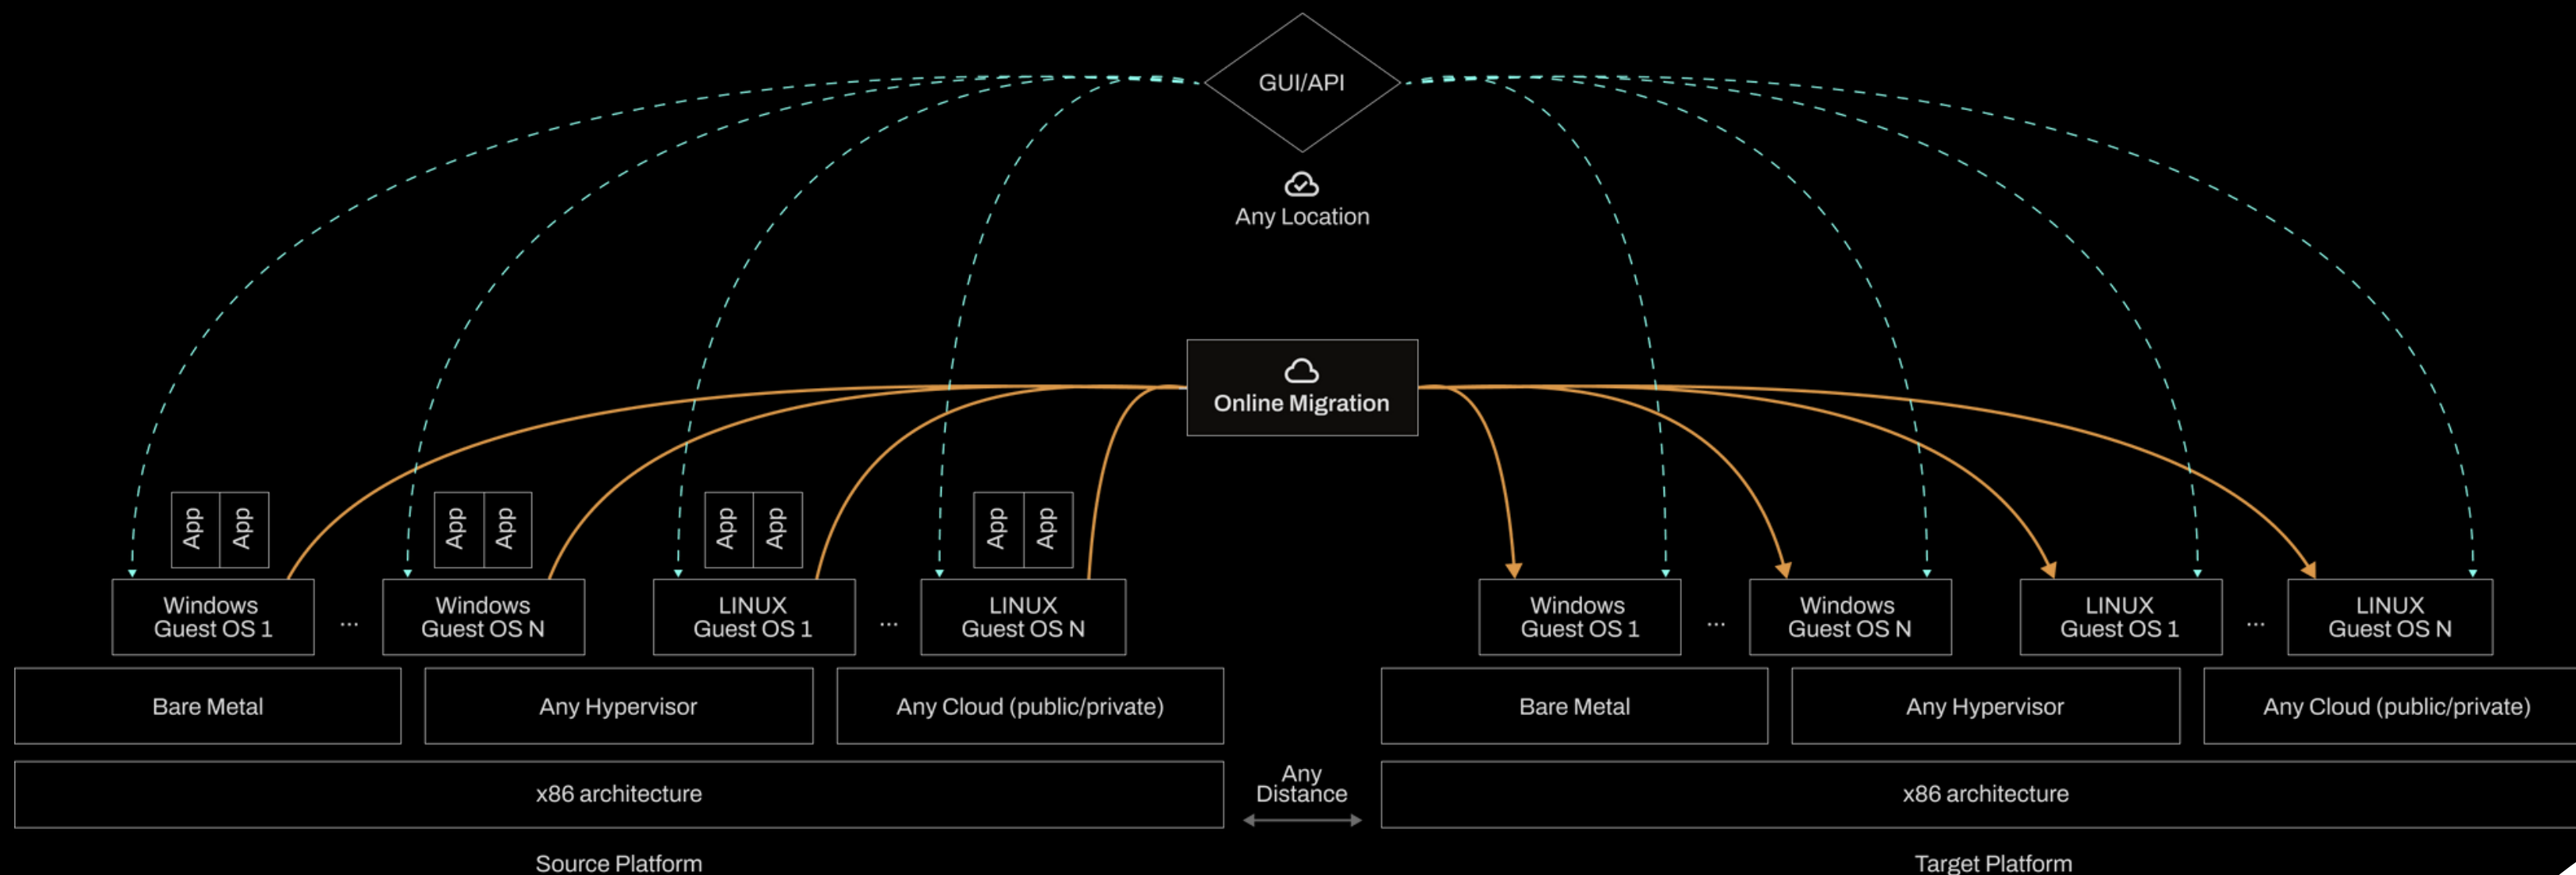 GUI/API
Any Location
Online Migration
App App App App App App App App
Windows
Guest OS 1
...
Windows
Guest OS N
LINUX
Guest OS 1
...
LINUX
Guest OS N
Windows
Guest OS 1
...
Windows
Guest OS N
LINUX
Guest OS 1
...
LINUX
Guest OS N
Bare Metal
Any Hypervisor
Any Cloud (public/private)
Bare Metal
Any Hypervisor
Any Cloud (public/private)
x86 architecture
Any
Distance
x86 architecture
Source Platform
Target Platform